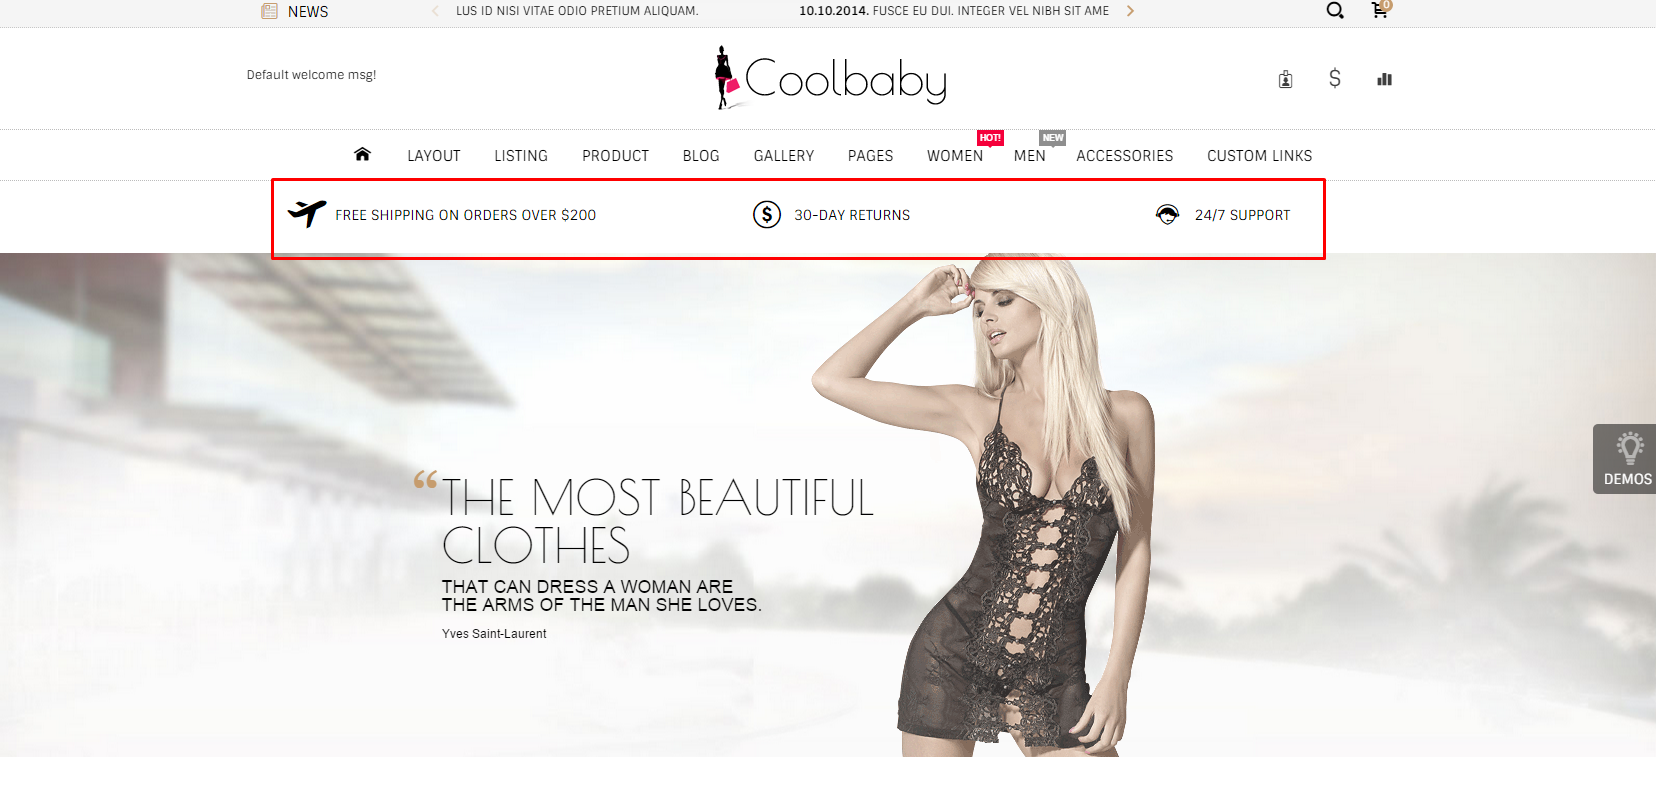 NEWS
LUS ID NISI VITAE ODIO PRETIUM ALIQUAM.
10.10.2014. FUSCE EU DUI. INTEGER VEL NIBH SIT AME
0
Default welcome msg!
Coolbaby
$
HOT!
NEW
LAYOUT LISTING PRODUCT BLOG GALLERY PAGES WOMEN MEN ACCESSORIES CUSTOM LINKS
FREE SHIPPING ON ORDERS OVER $200
$ 30-DAY RETURNS
24/7 SUPPORT
DEMOS
“THE MOST BEAUTIFUL
CLOTHES
THAT CAN DRESS A WOMAN ARE
THE ARMS OF THE MAN SHE LOVES.
Yves Saint-Laurent